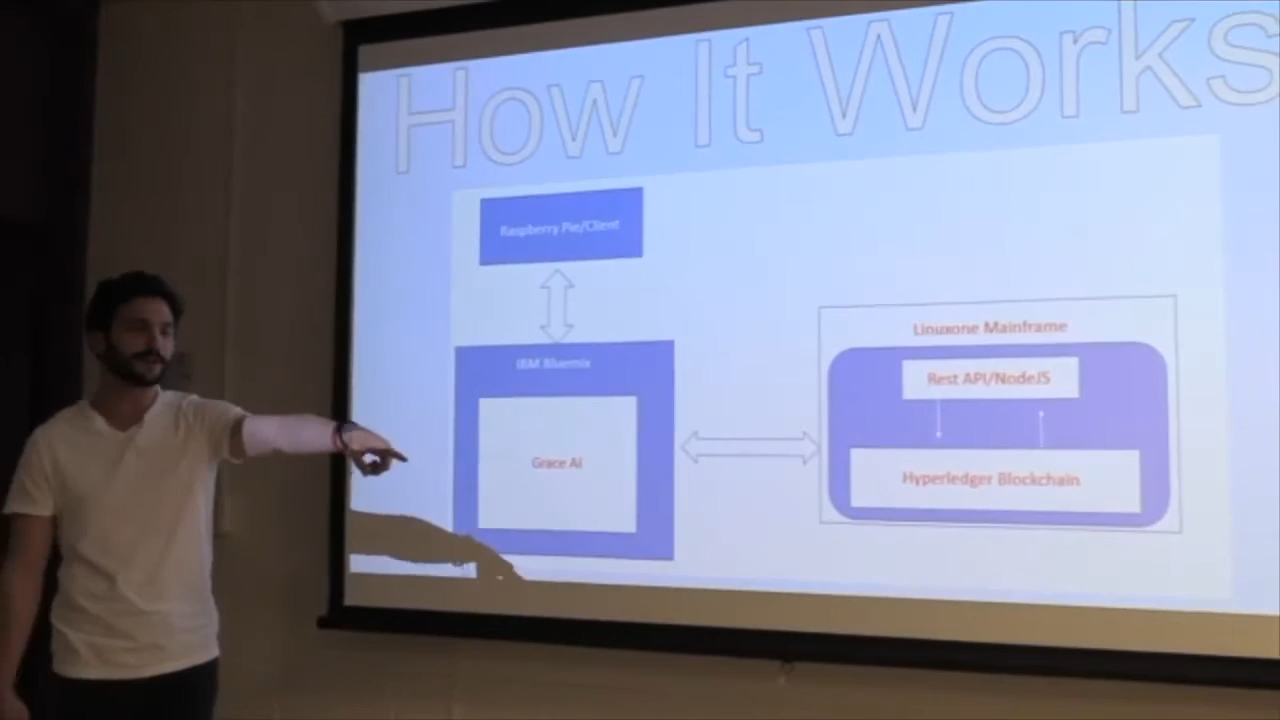 How It Works
Raspberry Pie/Client
IBM Bluemix
Grace AI
Linuxone Mainframe
Rest API/NodeJS
Hyperledger Blockchain